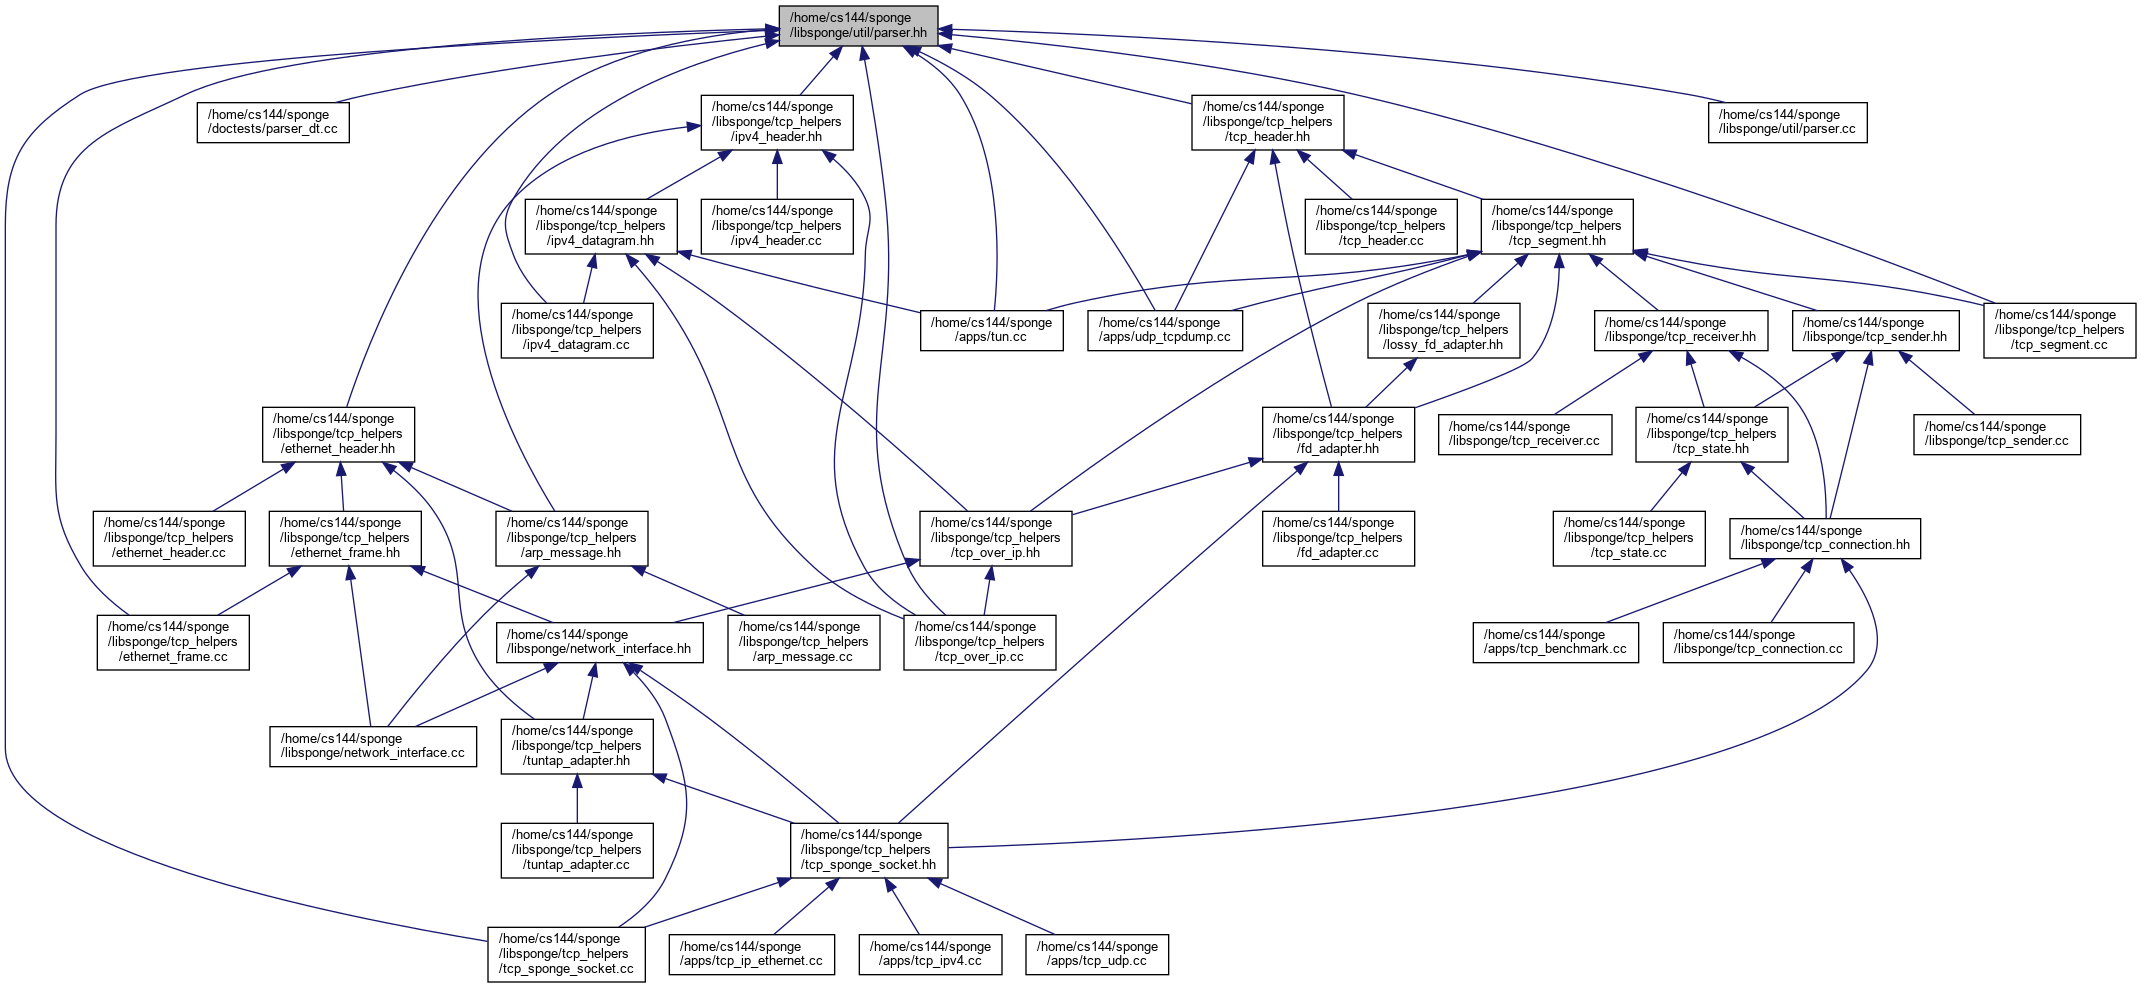 /home/cs144/sponge
/libsponge/util/parser.hh
/home/cs144/sponge
/doctests/parser_dt.cc
/home/cs144/sponge
/libsponge/tcp_helpers
/ipv4_header.hh
/home/cs144/sponge
/libsponge/tcp_helpers
/tcp_header.hh
/home/cs144/sponge
/libsponge/util/parser.cc
/home/cs144/sponge
/libsponge/tcp_helpers
/ipv4_datagram.hh
/home/cs144/sponge
/libsponge/tcp_helpers
/ipv4_header.cc
/home/cs144/sponge
/libsponge/tcp_helpers
/tcp_header.cc
/home/cs144/sponge
/libsponge/tcp_helpers
/tcp_segment.hh
/home/cs144/sponge
/libsponge/tcp_helpers
/ipv4_datagram.cc
/home/cs144/sponge
/apps/tun.cc
/home/cs144/sponge
/apps/udp_tcpdump.cc
/home/cs144/sponge
/libsponge/tcp_helpers
/lossy_fd_adapter.hh
/home/cs144/sponge
/libsponge/tcp_receiver.hh
/home/cs144/sponge
/libsponge/tcp_sender.hh
/home/cs144/sponge
/libsponge/tcp_helpers
/tcp_segment.cc
/home/cs144/sponge
/libsponge/tcp_helpers
/ethernet_header.hh
/home/cs144/sponge
/libsponge/tcp_helpers
/fd_adapter.hh
/home/cs144/sponge
/libsponge/tcp_receiver.cc
/home/cs144/sponge
/libsponge/tcp_helpers
/tcp_state.hh
/home/cs144/sponge
/libsponge/tcp_sender.cc
/home/cs144/sponge
/libsponge/tcp_helpers
/ethernet_header.cc
/home/cs144/sponge
/libsponge/tcp_helpers
/ethernet_frame.hh
/home/cs144/sponge
/libsponge/tcp_helpers
/arp_message.hh
/home/cs144/sponge
/libsponge/tcp_helpers
/tcp_over_ip.hh
/home/cs144/sponge
/libsponge/tcp_helpers
/fd_adapter.cc
/home/cs144/sponge
/libsponge/tcp_helpers
/tcp_state.cc
/home/cs144/sponge
/libsponge/tcp_connection.hh
/home/cs144/sponge
/libsponge/tcp_helpers
/ethernet_frame.cc
/home/cs144/sponge
/libsponge/network_interface.hh
/home/cs144/sponge
/libsponge/tcp_helpers
/arp_message.cc
/home/cs144/sponge
/libsponge/tcp_helpers
/tcp_over_ip.cc
/home/cs144/sponge
/apps/tcp_benchmark.cc
/home/cs144/sponge
/libsponge/tcp_connection.cc
/home/cs144/sponge
/libsponge/network_interface.cc
/home/cs144/sponge
/libsponge/tcp_helpers
/tuntap_adapter.hh
/home/cs144/sponge
/libsponge/tcp_helpers
/tuntap_adapter.cc
/home/cs144/sponge
/libsponge/tcp_helpers
/tcp_sponge_socket.hh
/home/cs144/sponge
/libsponge/tcp_helpers
/tcp_sponge_socket.cc
/home/cs144/sponge
/apps/tcp_ip_ethernet.cc
/home/cs144/sponge
/apps/tcp_ipv4.cc
/home/cs144/sponge
/apps/tcp_udp.cc